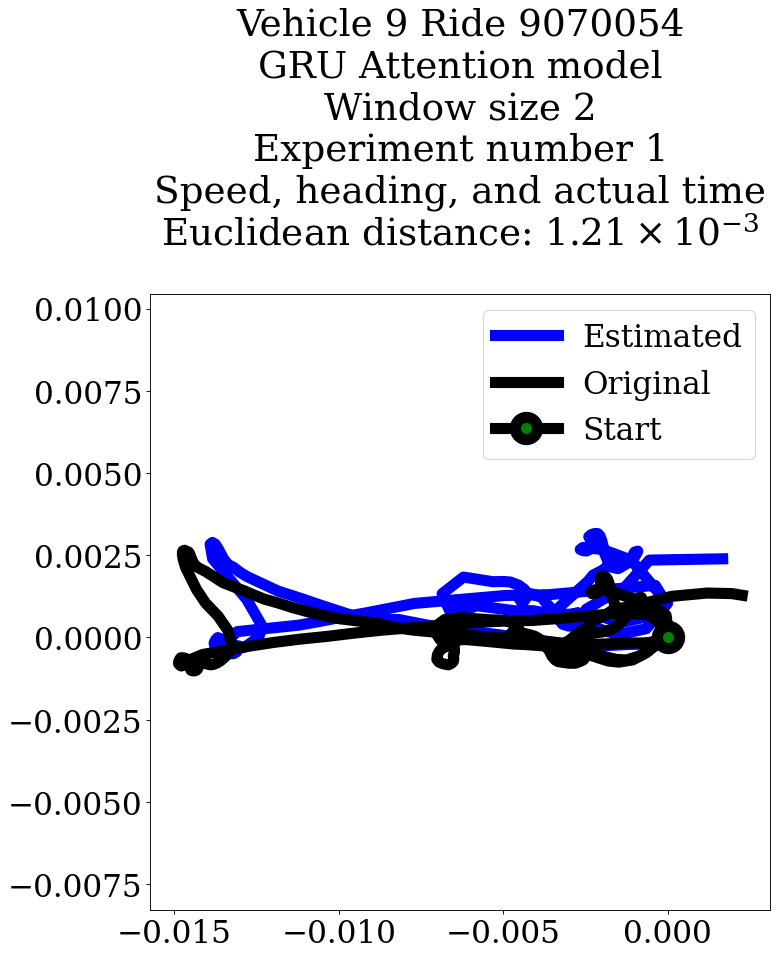 Vehicle 9 Ride 9070054
GRU Attention model
Window size 2
Experiment number 1
Speed, heading, and actual time
Euclidean distance: 1.21 × 10⁻³
0.0100
0.0075
0.0050
0.0025
0.0000
−0.0025
−0.0050
−0.0075
Estimated
Original
Start
−0.015
−0.010
−0.005
0.000